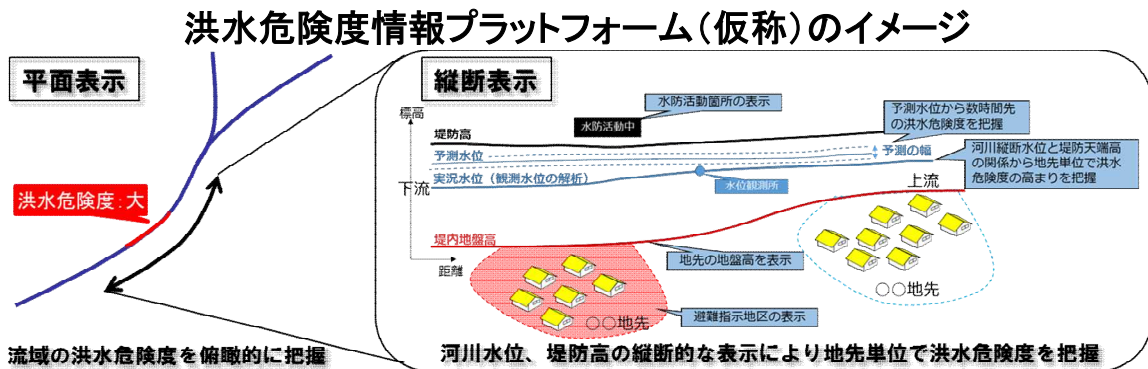 洪水危険度情報プラットフォーム(仮称)のイメージ
平面表示
洪水危険度:大
流域の洪水危険度を俯瞰的に把握
縦断表示
標高
水防活動箇所の表示
水防活動中
堤防高
予測水位
予測の幅
予測水位から数時間先
の洪水危険度を把握
実況水位(観測水位の解析)
水位観測所
河川縦断水位と堤防天端高
の関係から地先単位で洪水
危険度の高まりを把握
下流
上流
堤内地盤高
距離
地先の地盤高を表示
○○地先
避難指示地区の表示
○○地先
河川水位、堤防高の縦断的な表示により地先単位で洪水危険度を把握